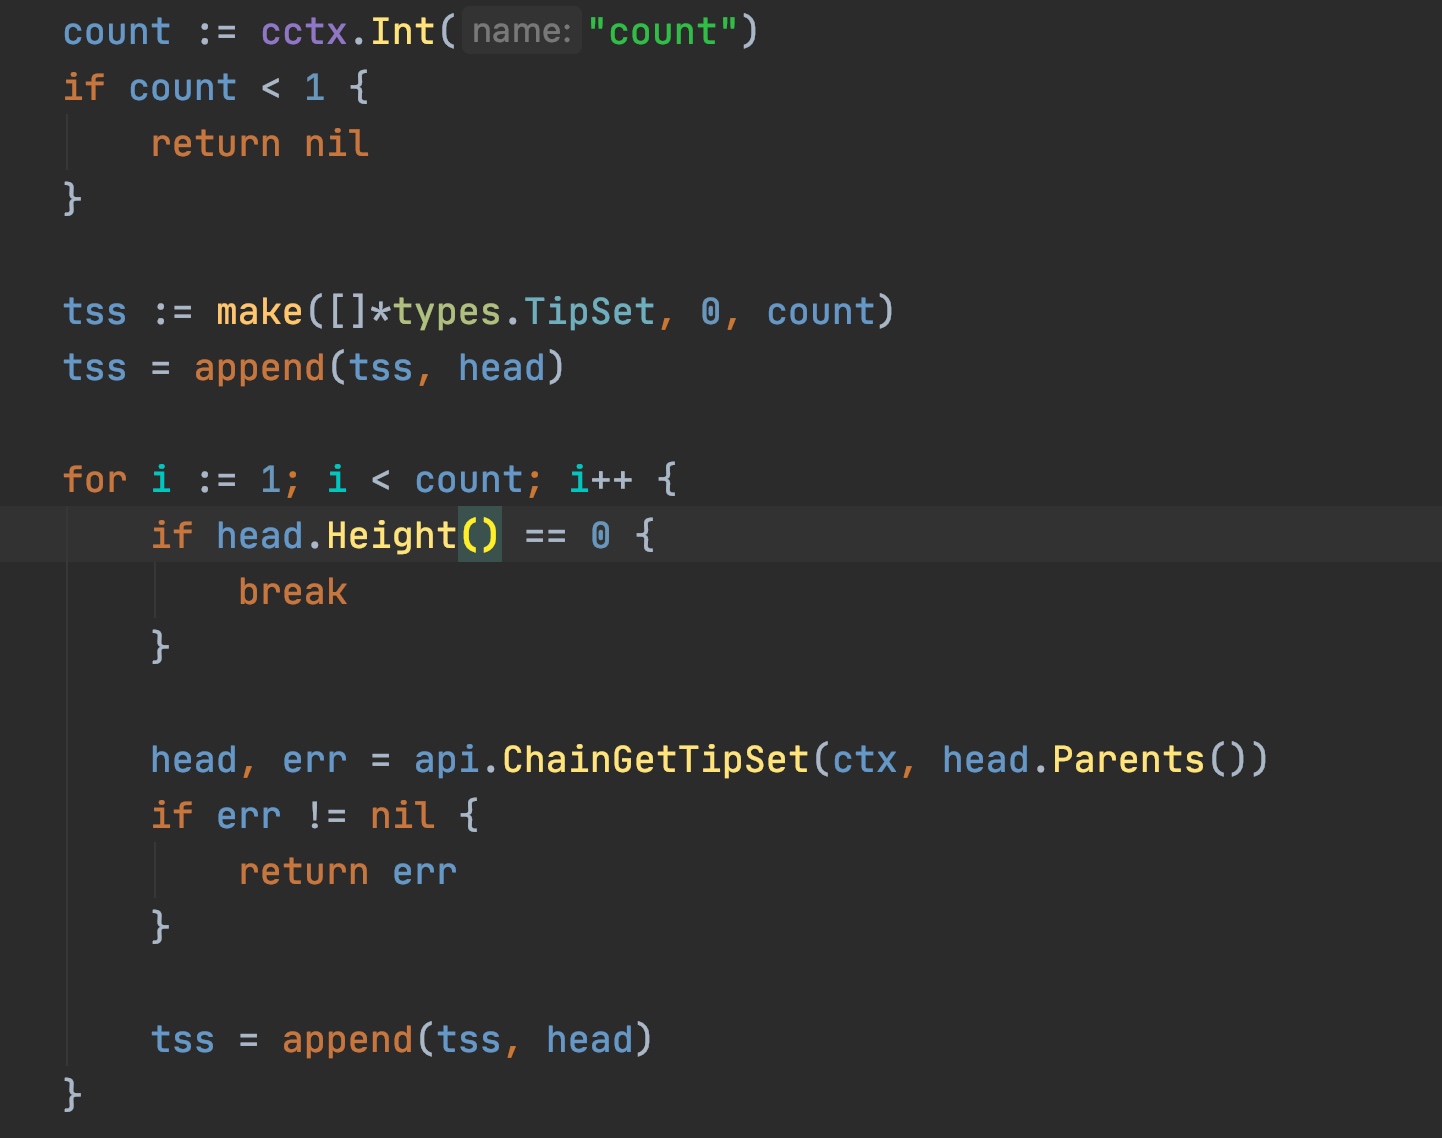 count := cctx.Int( name: "count")
if count < 1 {
    return nil
}

tss := make([]*types.TipSet, 0, count)
tss = append(tss, head)

for i := 1; i < count; i++ {
    if head.Height() == 0 {
        break
    }

    head, err = api.ChainGetTipSet(ctx, head.Parents())
    if err != nil {
        return err
    }

    tss = append(tss, head)
}